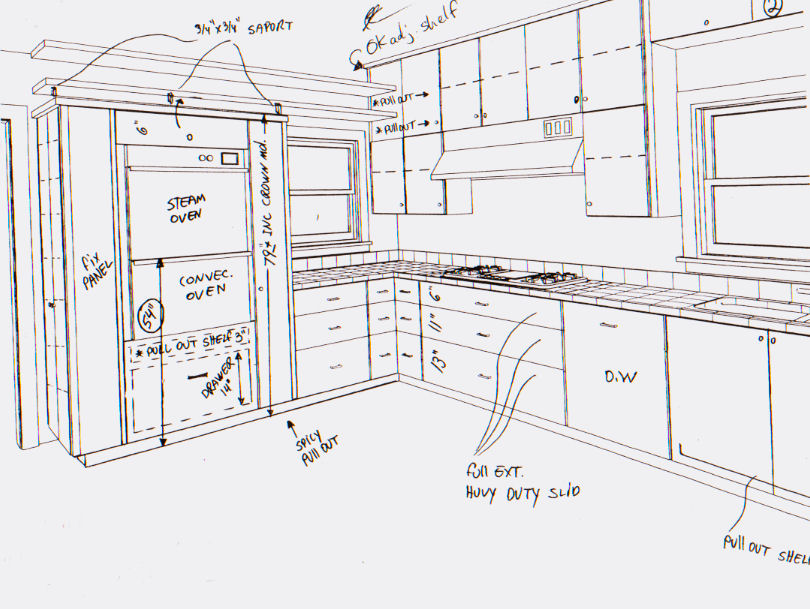 3/4"x3/4" SAPORT
OK adj. shelf
2
* PULL OUT →
* PULL OUT →
6"
STEAM
OVEN
79" * INC CROWN md.
fix
PANEL
CONVEC.
OVEN
54"
* PULL OUT SHELF 3"
DRAWER
14"
6"
11"
13"
D.W
SPICY
PULL OUT
full EXT.
HUVY DUTY SLID
PULL OUT SHELF